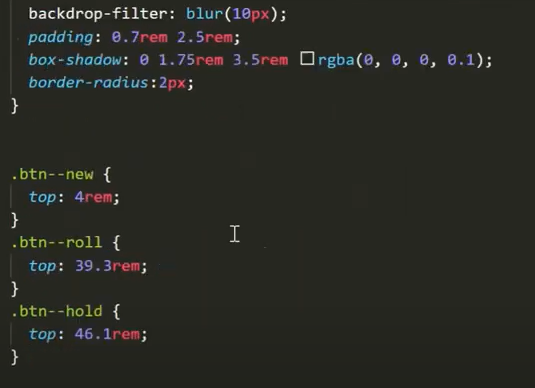 backdrop-filter: blur(10px);
padding: 0.7rem 2.5rem;
box-shadow: 0 1.75rem 3.5rem rgba(0, 0, 0, 0.1);
border-radius:2px;
}
.btn--new {
top: 4rem;
}
.btn--roll {
top: 39.3rem;
}
.btn--hold {
top: 46.1rem;
}